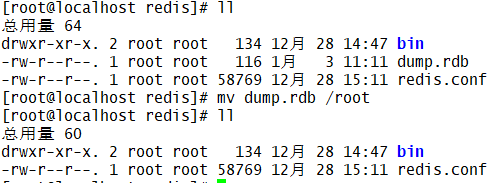 [root@localhost redis]# ll
总用量 64
drwxr-xr-x. 2 root root   134 12月 28 14:47 bin
-rw-r--r--. 1 root root   116 1月   3 11:11 dump.rdb
-rw-r--r--. 1 root root 58769 12月 28 15:11 redis.conf
[root@localhost redis]# mv dump.rdb /root
[root@localhost redis]# ll
总用量 60
drwxr-xr-x. 2 root root   134 12月 28 14:47 bin
-rw-r--r--. 1 root root 58769 12月 28 15:11 redis.conf